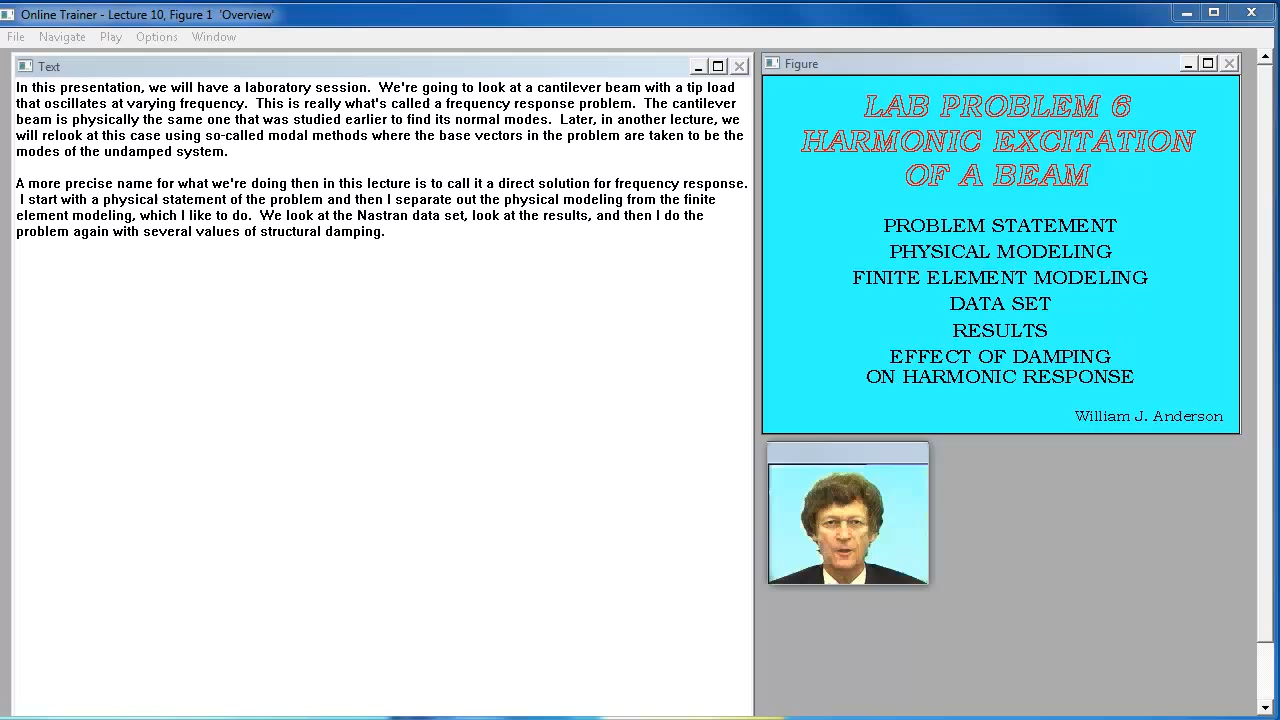 Online Trainer - Lecture 10, Figure 1 'Overview'
File Navigate Play Options Window
Text
In this presentation, we will have a laboratory session. We're going to look at a cantilever beam with a tip load
that oscillates at varying frequency. This is really what's called a frequency response problem. The cantilever
beam is physically the same one that was studied earlier to find its normal modes. Later, in another lecture, we
will relook at this case using so-called modal methods where the base vectors in the problem are taken to be the
modes of the undamped system.
A more precise name for what we're doing then in this lecture is to call it a direct solution for frequency response.
I start with a physical statement of the problem and then I separate out the physical modeling from the finite
element modeling, which I like to do. We look at the Nastran data set, look at the results, and then I do the
problem again with several values of structural damping.
Figure
LAB PROBLEM 6
HARMONIC EXCITATION
OF A BEAM
PROBLEM STATEMENT
PHYSICAL MODELING
FINITE ELEMENT MODELING
DATA SET
RESULTS
EFFECT OF DAMPING
ON HARMONIC RESPONSE
William J. Anderson